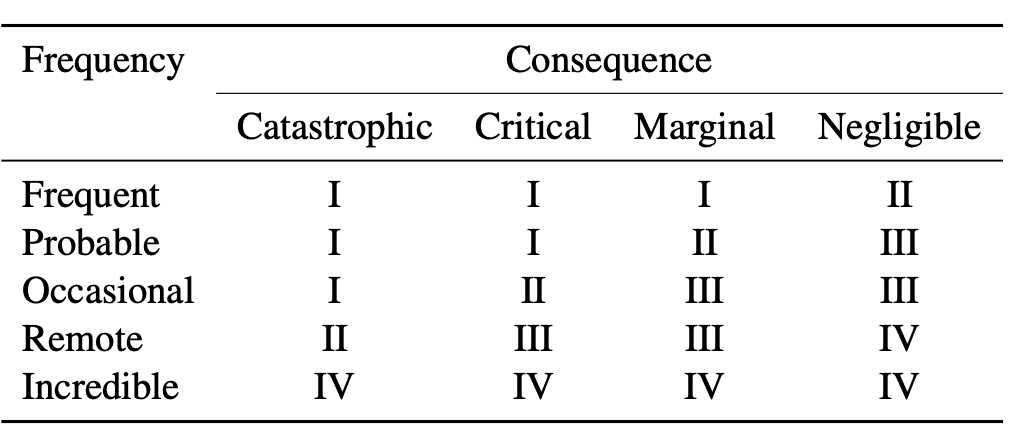 Frequency Consequence
Catastrophic Critical Marginal Negligible
Frequent I I I II
Probable I I II III
Occasional I II III III
Remote II III III IV
Incredible IV IV IV IV